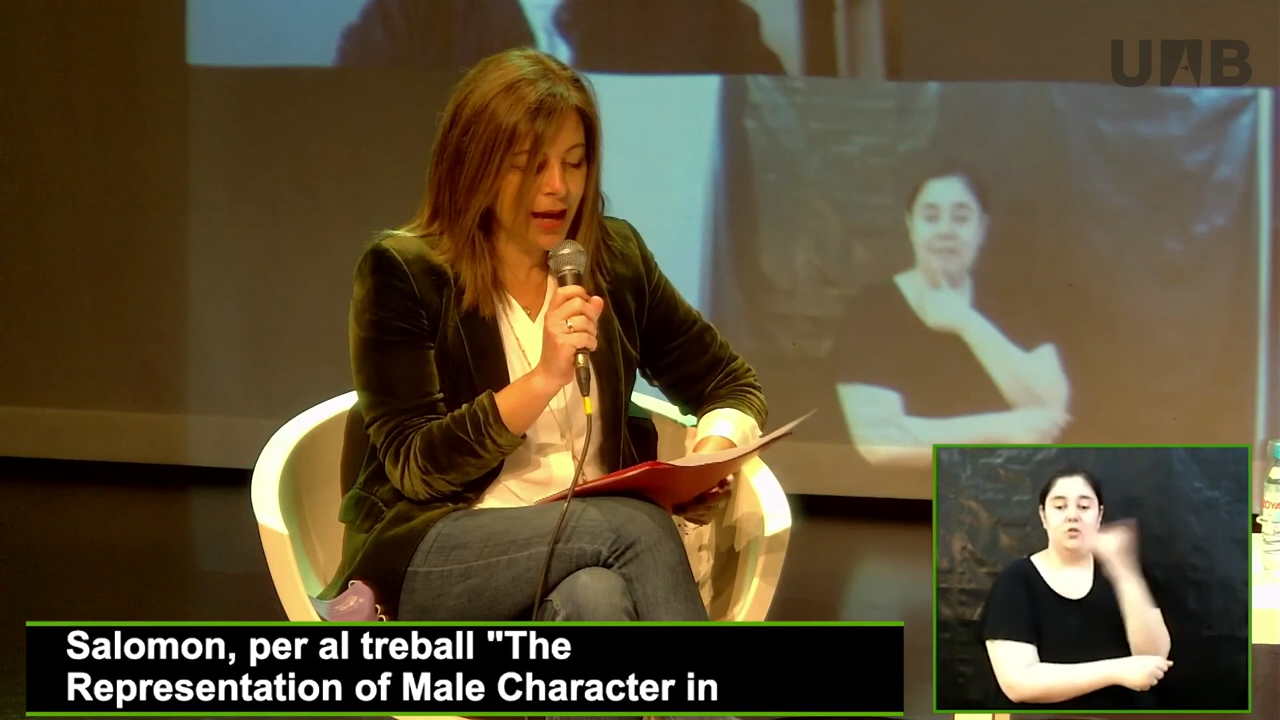 UAB
Salomon, per al treball "The
Representation of Male Character in